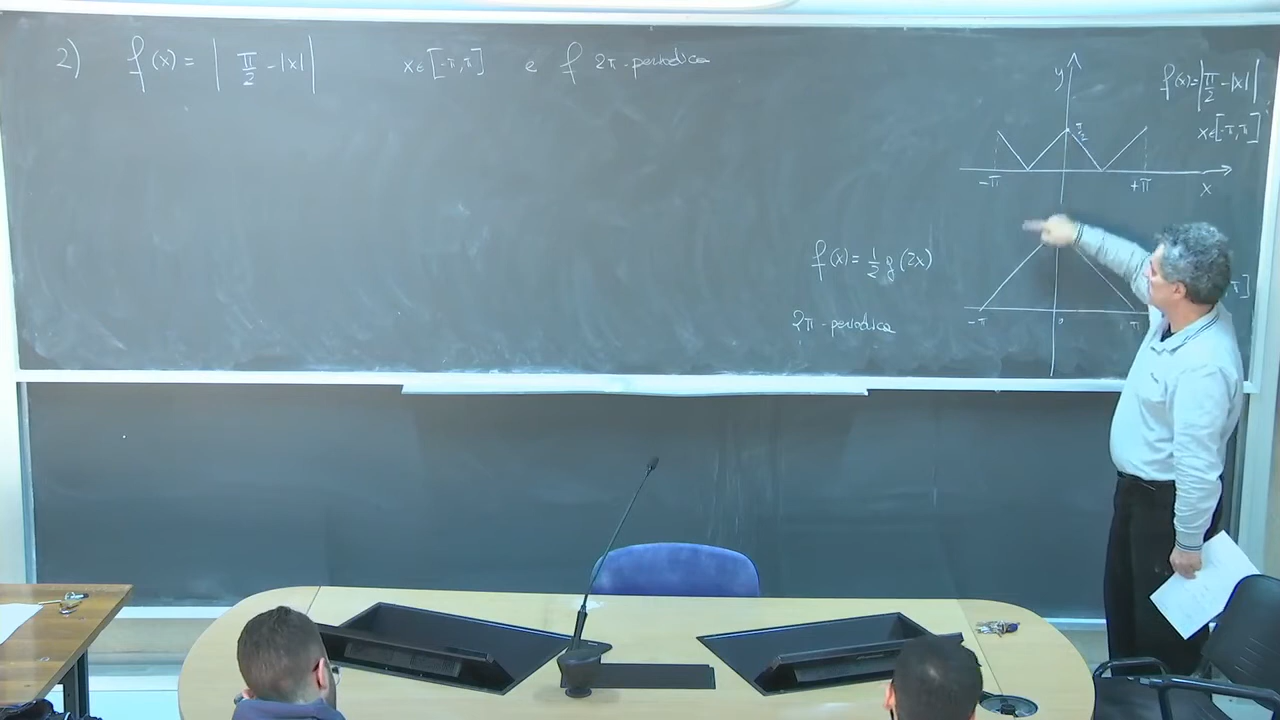 2) f(x) = | π/2 - |x| | x∈[-π,π] e f 2π-periodica
y
f(x)=|π/2-|x||
x∈[-π,π]
π/2
-π +π x
f(x)= 1/2 g(2x)
2π-periodica
-π 0 π
π]